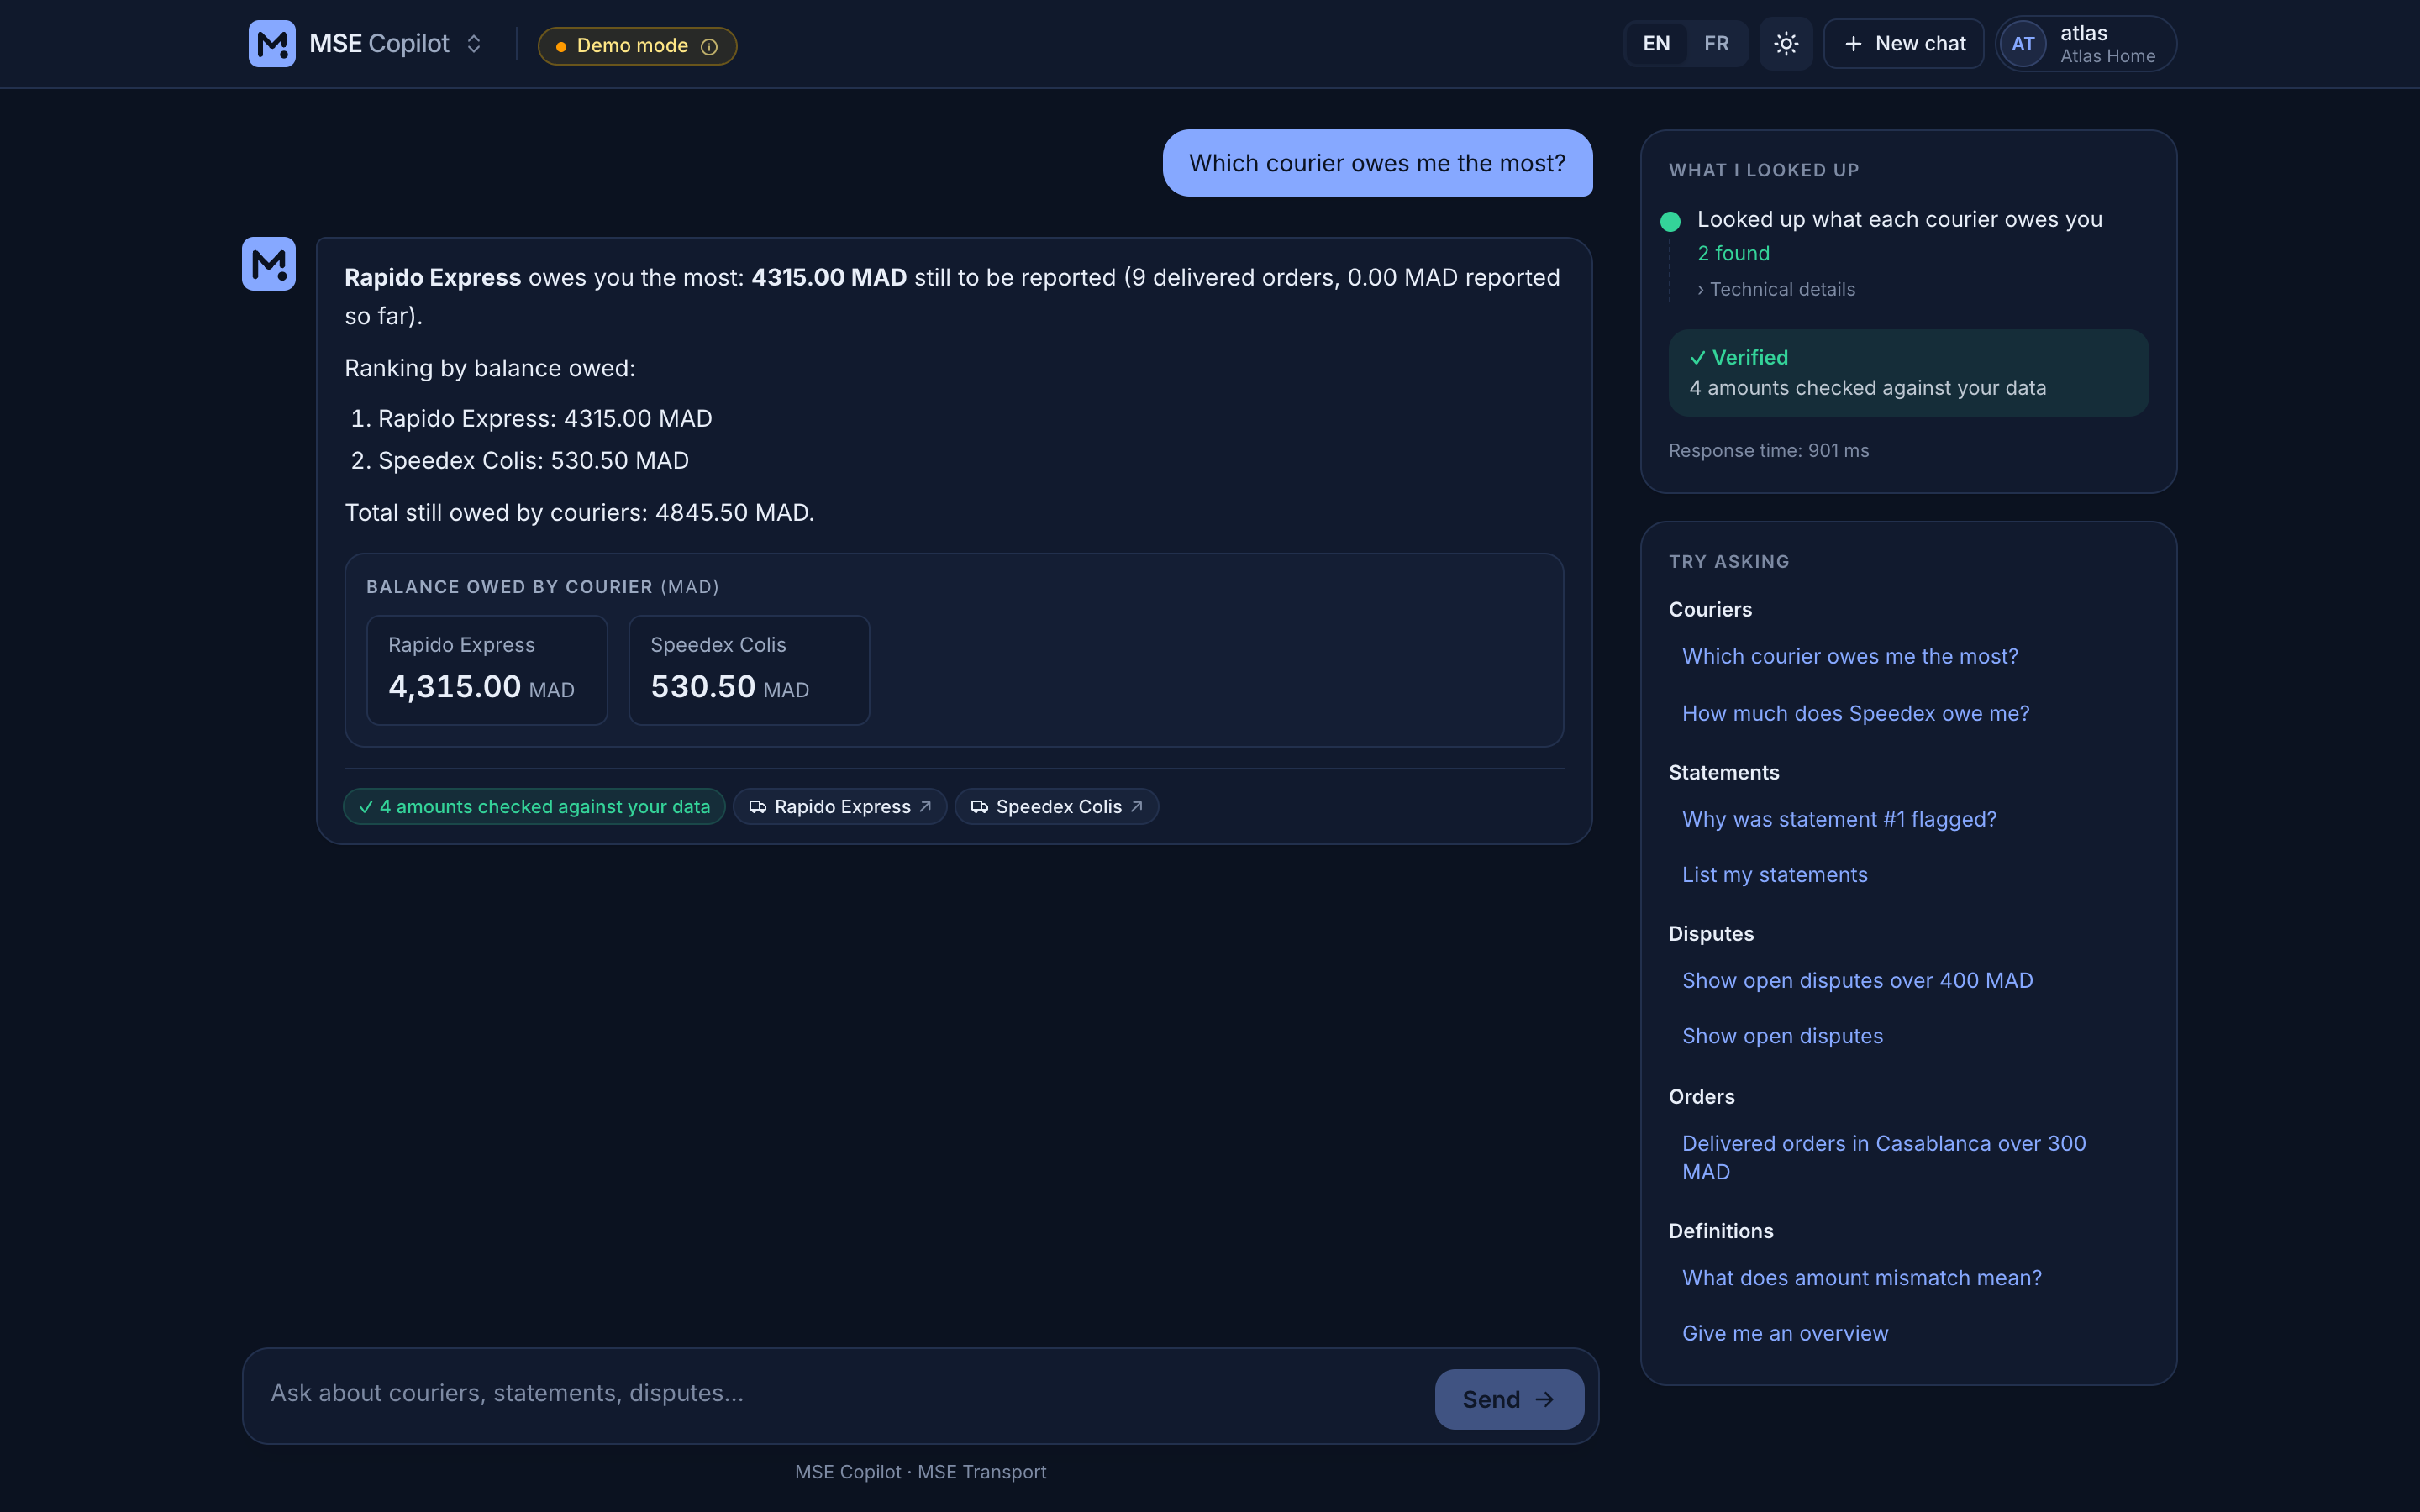 MSE Copilot
Demo mode
EN FR
New chat
AT
atlas
Atlas Home
Which courier owes me the most?
Rapido Express owes you the most: 4315.00 MAD still to be reported (9 delivered orders, 0.00 MAD reported
so far).
Ranking by balance owed:
1. Rapido Express: 4315.00 MAD
2. Speedex Colis: 530.50 MAD
Total still owed by couriers: 4845.50 MAD.
BALANCE OWED BY COURIER (MAD)
Rapido Express
4,315.00 MAD
Speedex Colis
530.50 MAD
✓ 4 amounts checked against your data
Rapido Express ↗
Speedex Colis ↗
Ask about couriers, statements, disputes...
Send →
MSE Copilot · MSE Transport
WHAT I LOOKED UP
Looked up what each courier owes you
2 found
› Technical details
✓ Verified
4 amounts checked against your data
Response time: 901 ms
TRY ASKING
Couriers
Which courier owes me the most?
How much does Speedex owe me?
Statements
Why was statement #1 flagged?
List my statements
Disputes
Show open disputes over 400 MAD
Show open disputes
Orders
Delivered orders in Casablanca over 300
MAD
Definitions
What does amount mismatch mean?
Give me an overview